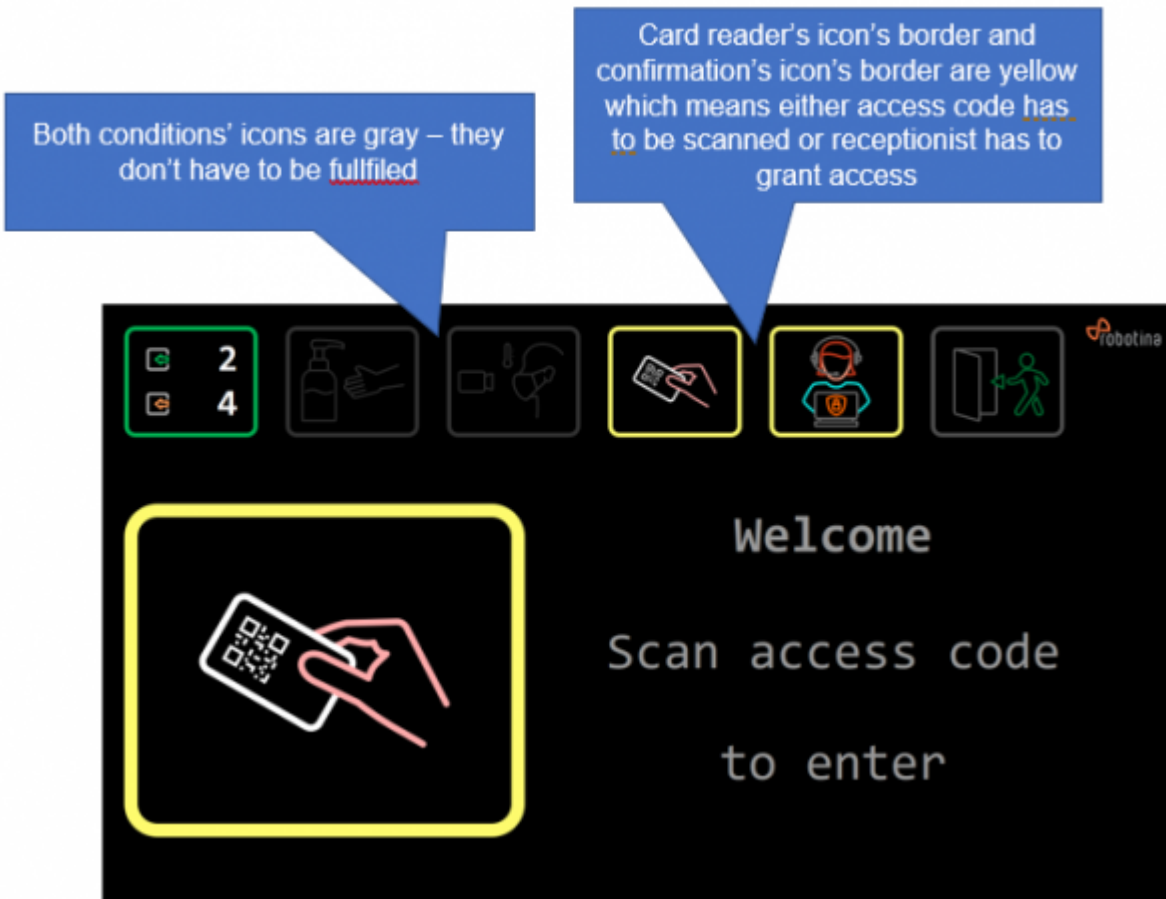 Card reader's icon's border and
confirmation's icon's border are yellow
which means either access code has
to be scanned or receptionist has to
grant access
Both conditions' icons are gray – they
don't have to be fullfiled
2
4
robotina
Welcome
Scan access code
to enter